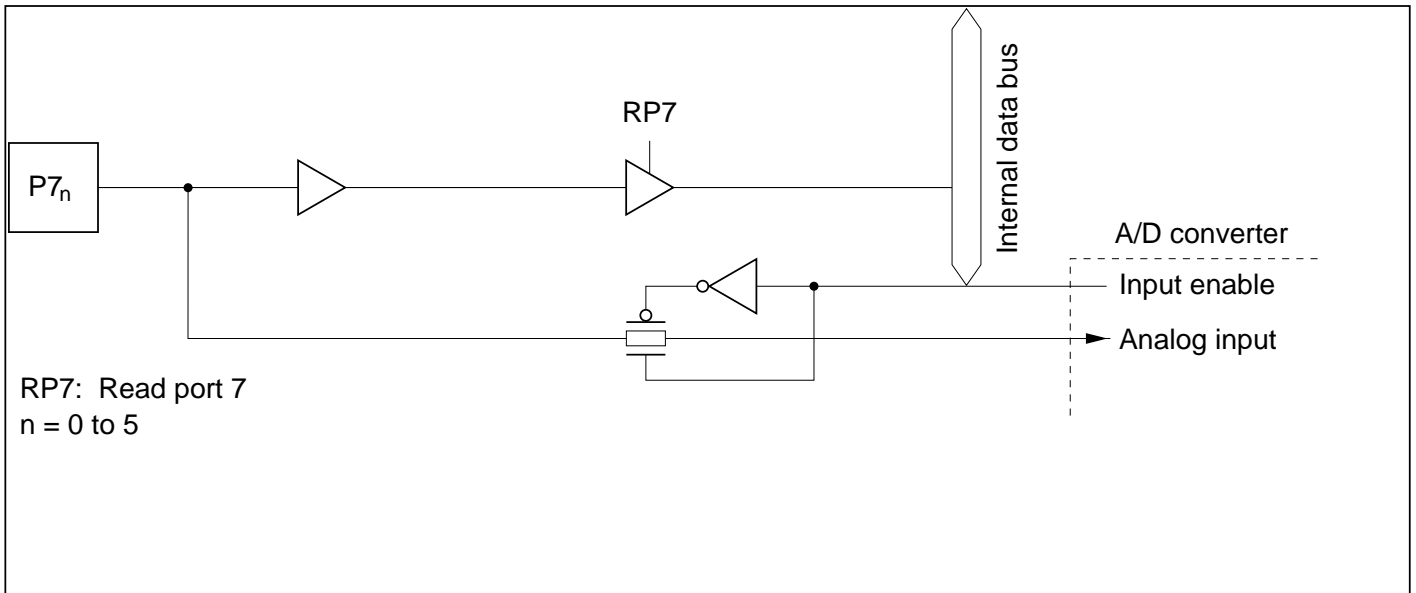 RP7
P7n
Internal data bus
A/D converter
Input enable
Analog input
RP7: Read port 7
n = 0 to 5